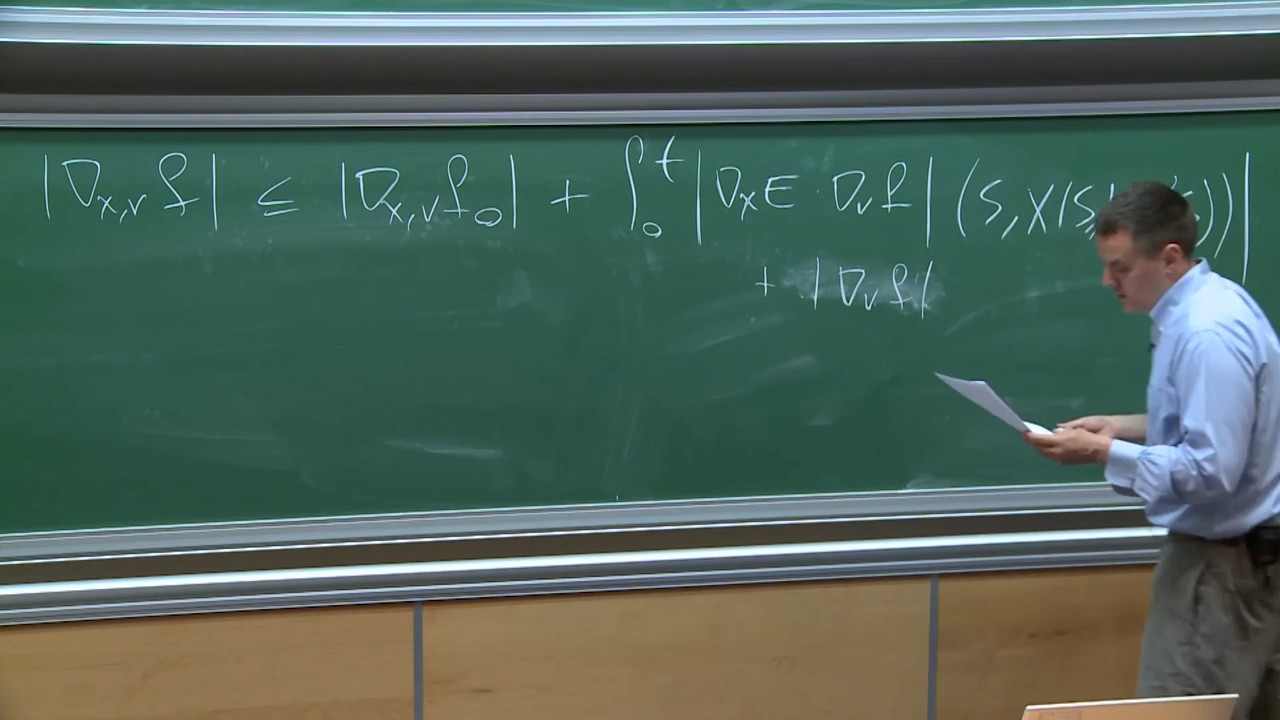 |∇_{x,v} f| ≤ |∇_{x,v} f_0| + ∫_0^t |∇_x E · ∇_v f| (S, X(S,
+ |∇_v f|